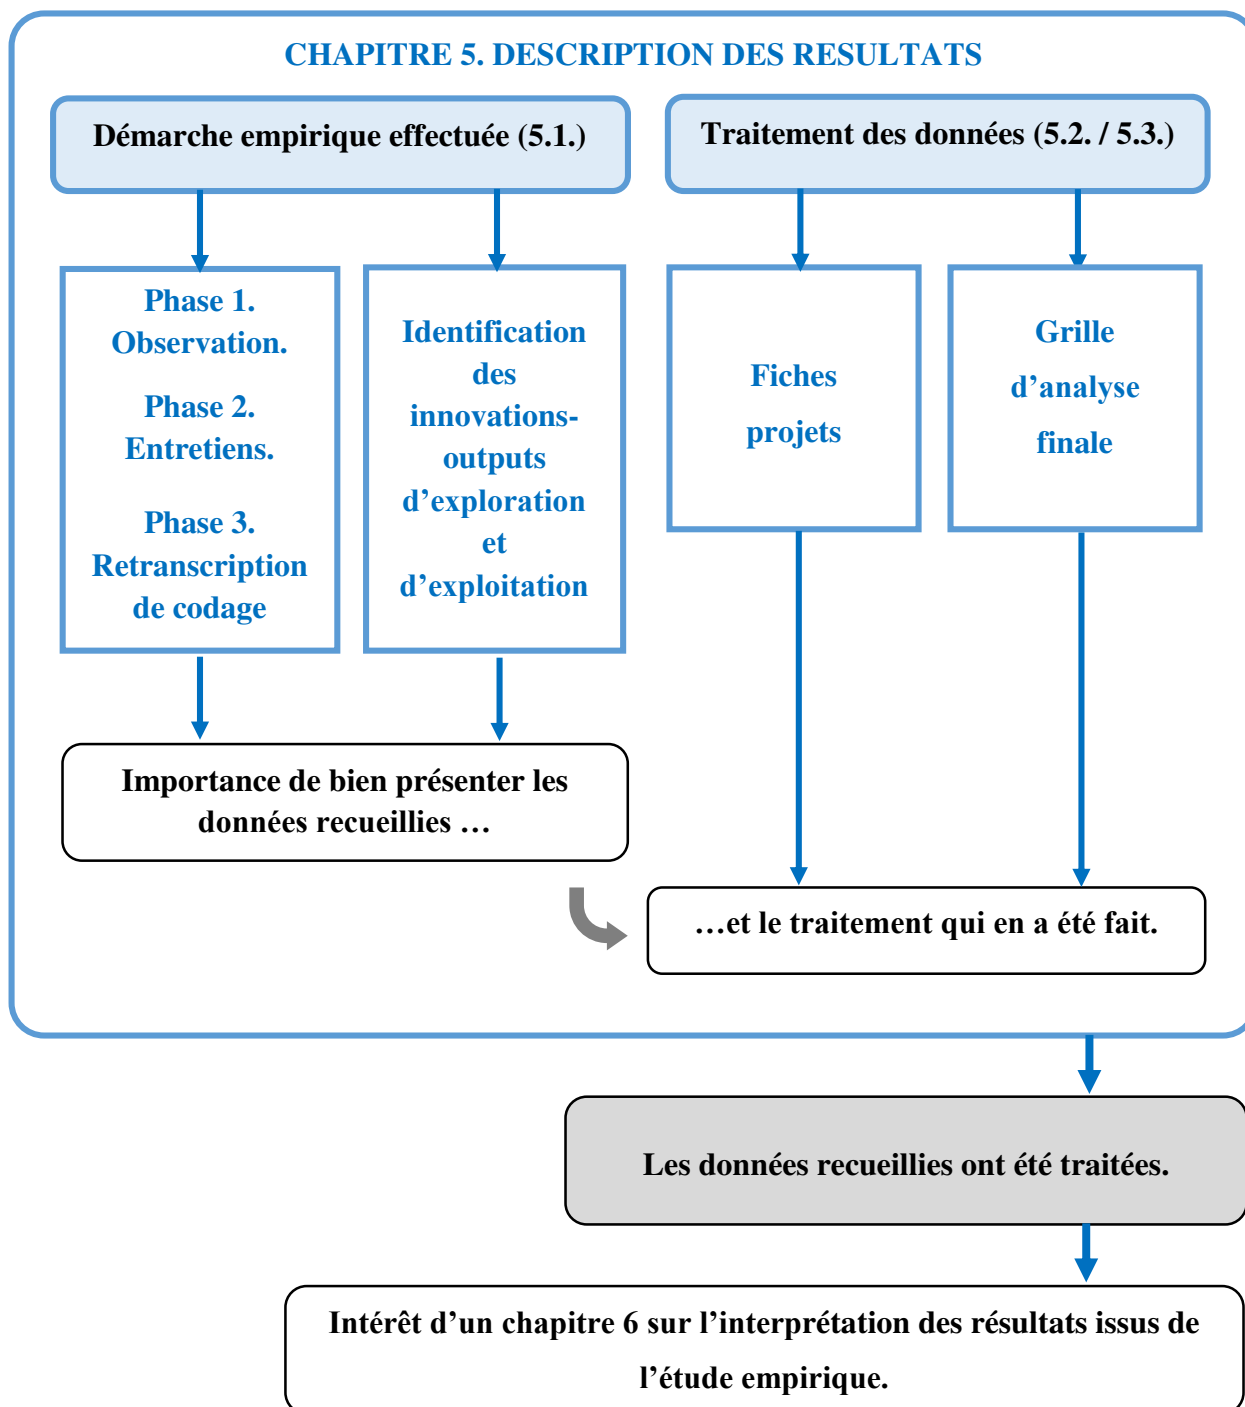 CHAPITRE 5. DESCRIPTION DES RESULTATS
Démarche empirique effectuée (5.1.)
Traitement des données (5.2. / 5.3.)
Phase 1.
Observation.
Phase 2.
Entretiens.
Phase 3.
Retranscription
de codage
Identification
des
innovations-
outputs
d’exploration
et
d’exploitation
Fiches
projets
Grille
d’analyse
finale
Importance de bien présenter les
données recueillies …
…et le traitement qui en a été fait.
Les données recueillies ont été traitées.
Intérêt d’un chapitre 6 sur l’interprétation des résultats issus de
l’étude empirique.